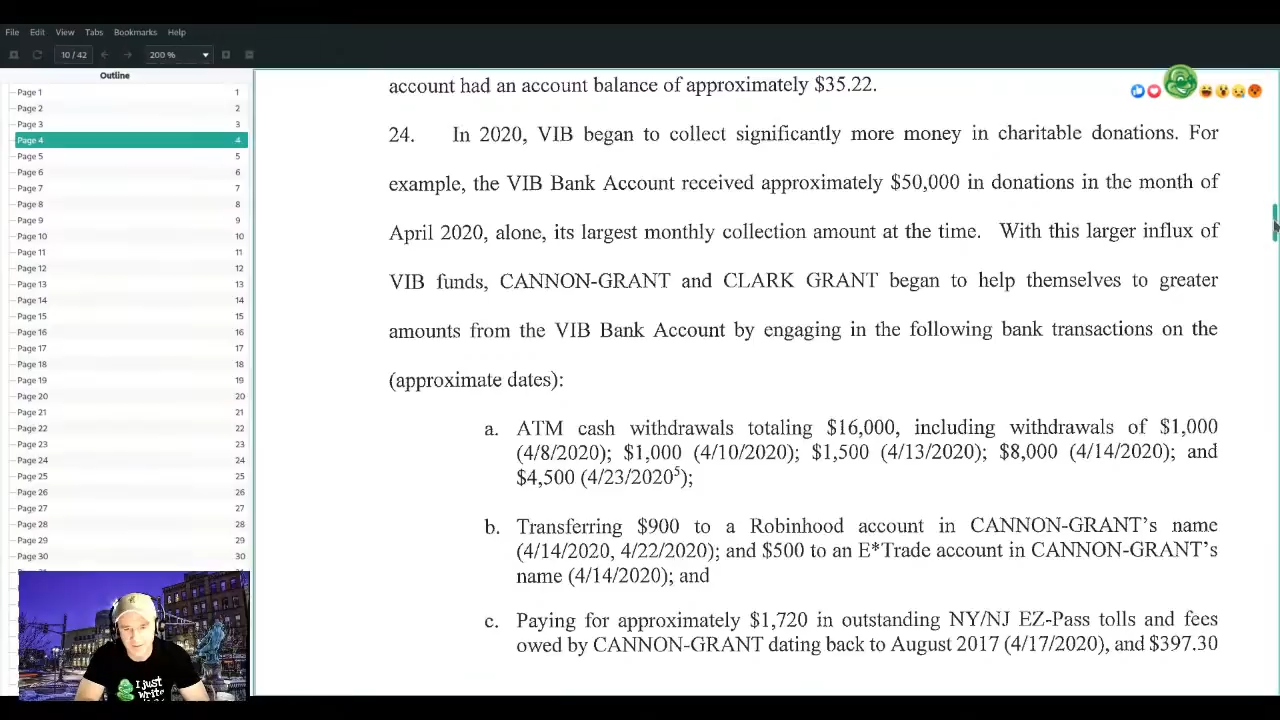 File Edit View Tabs Bookmarks Help
10 / 42 200 %
Outline
Page 1 1
Page 2 2
Page 3 3
Page 4 4
Page 5 5
Page 6 6
Page 7 7
Page 8 8
Page 9 9
Page 10 10
Page 11 11
Page 12 12
Page 13 13
Page 14 14
Page 15 15
Page 16 16
Page 17 17
Page 18 18
Page 19 19
Page 20 20
Page 21 21
Page 22 22
Page 23 23
Page 24 24
Page 25 25
Page 26 26
Page 27 27
Page 28 28
Page 29 29
Page 30 30
account had an account balance of approximately $35.22.
24. In 2020, VIB began to collect significantly more money in charitable donations. For
example, the VIB Bank Account received approximately $50,000 in donations in the month of
April 2020, alone, its largest monthly collection amount at the time. With this larger influx of
VIB funds, CANNON-GRANT and CLARK GRANT began to help themselves to greater
amounts from the VIB Bank Account by engaging in the following bank transactions on the
(approximate dates):
a. ATM cash withdrawals totaling $16,000, including withdrawals of $1,000
(4/8/2020); $1,000 (4/10/2020); $1,500 (4/13/2020); $8,000 (4/14/2020); and
$4,500 (4/23/2020⁵);
b. Transferring $900 to a Robinhood account in CANNON-GRANT's name
(4/14/2020, 4/22/2020); and $500 to an E*Trade account in CANNON-GRANT's
name (4/14/2020); and
c. Paying for approximately $1,720 in outstanding NY/NJ EZ-Pass tolls and fees
owed by CANNON-GRANT dating back to August 2017 (4/17/2020), and $397.30
I just
Write